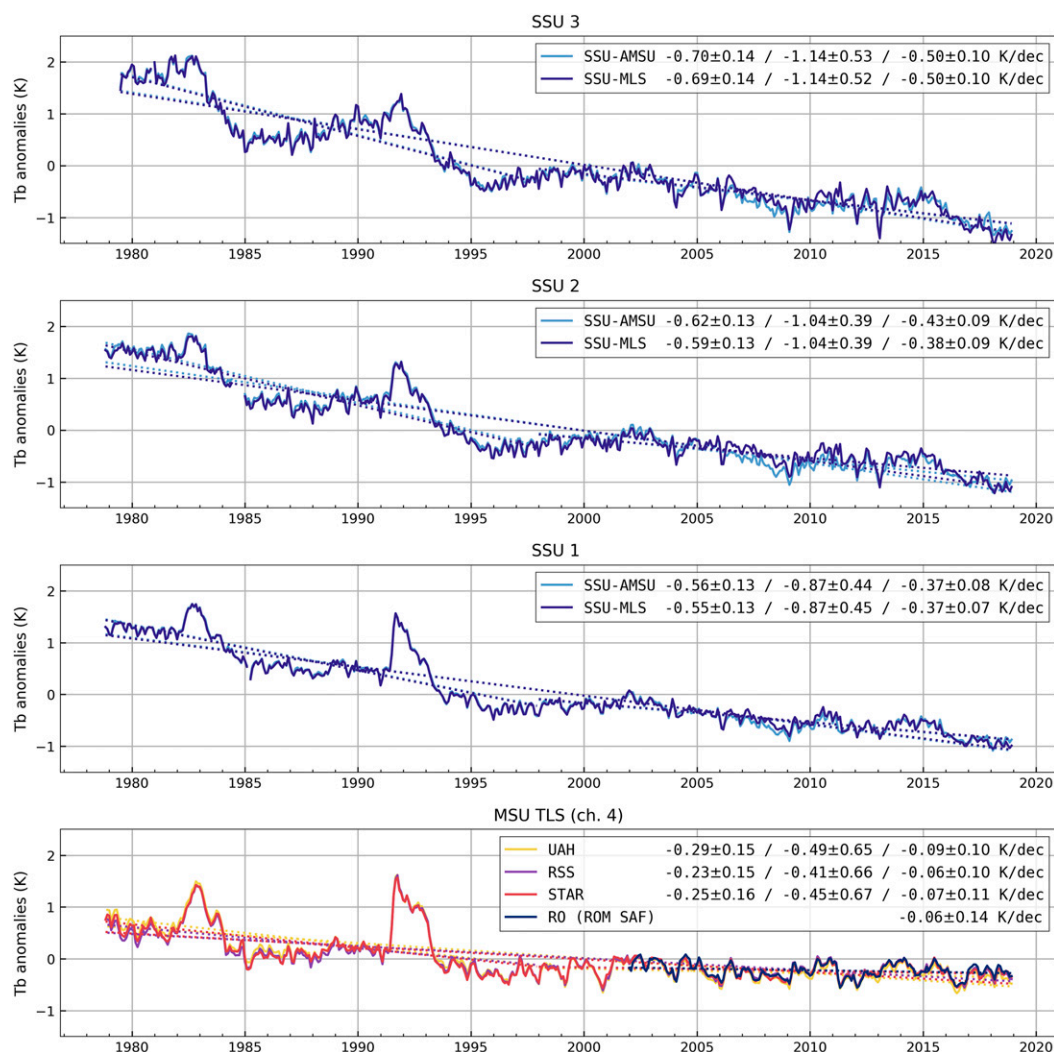 SSU 3
SSU-AMSU -0.70±0.14 / -1.14±0.53 / -0.50±0.10 K/dec
SSU-MLS -0.69±0.14 / -1.14±0.52 / -0.50±0.10 K/dec
Tb anomalies (K)
2
1
0
−1
1980 1985 1990 1995 2000 2005 2010 2015 2020
SSU 2
SSU-AMSU -0.62±0.13 / -1.04±0.39 / -0.43±0.09 K/dec
SSU-MLS -0.59±0.13 / -1.04±0.39 / -0.38±0.09 K/dec
Tb anomalies (K)
2
1
0
−1
1980 1985 1990 1995 2000 2005 2010 2015 2020
SSU 1
SSU-AMSU -0.56±0.13 / -0.87±0.44 / -0.37±0.08 K/dec
SSU-MLS -0.55±0.13 / -0.87±0.45 / -0.37±0.07 K/dec
Tb anomalies (K)
2
1
0
−1
1980 1985 1990 1995 2000 2005 2010 2015 2020
MSU TLS (ch. 4)
UAH -0.29±0.15 / -0.49±0.65 / -0.09±0.10 K/dec
RSS -0.23±0.15 / -0.41±0.66 / -0.06±0.10 K/dec
STAR -0.25±0.16 / -0.45±0.67 / -0.07±0.11 K/dec
RO (ROM SAF) -0.06±0.14 K/dec
Tb anomalies (K)
2
1
0
−1
1980 1985 1990 1995 2000 2005 2010 2015 2020